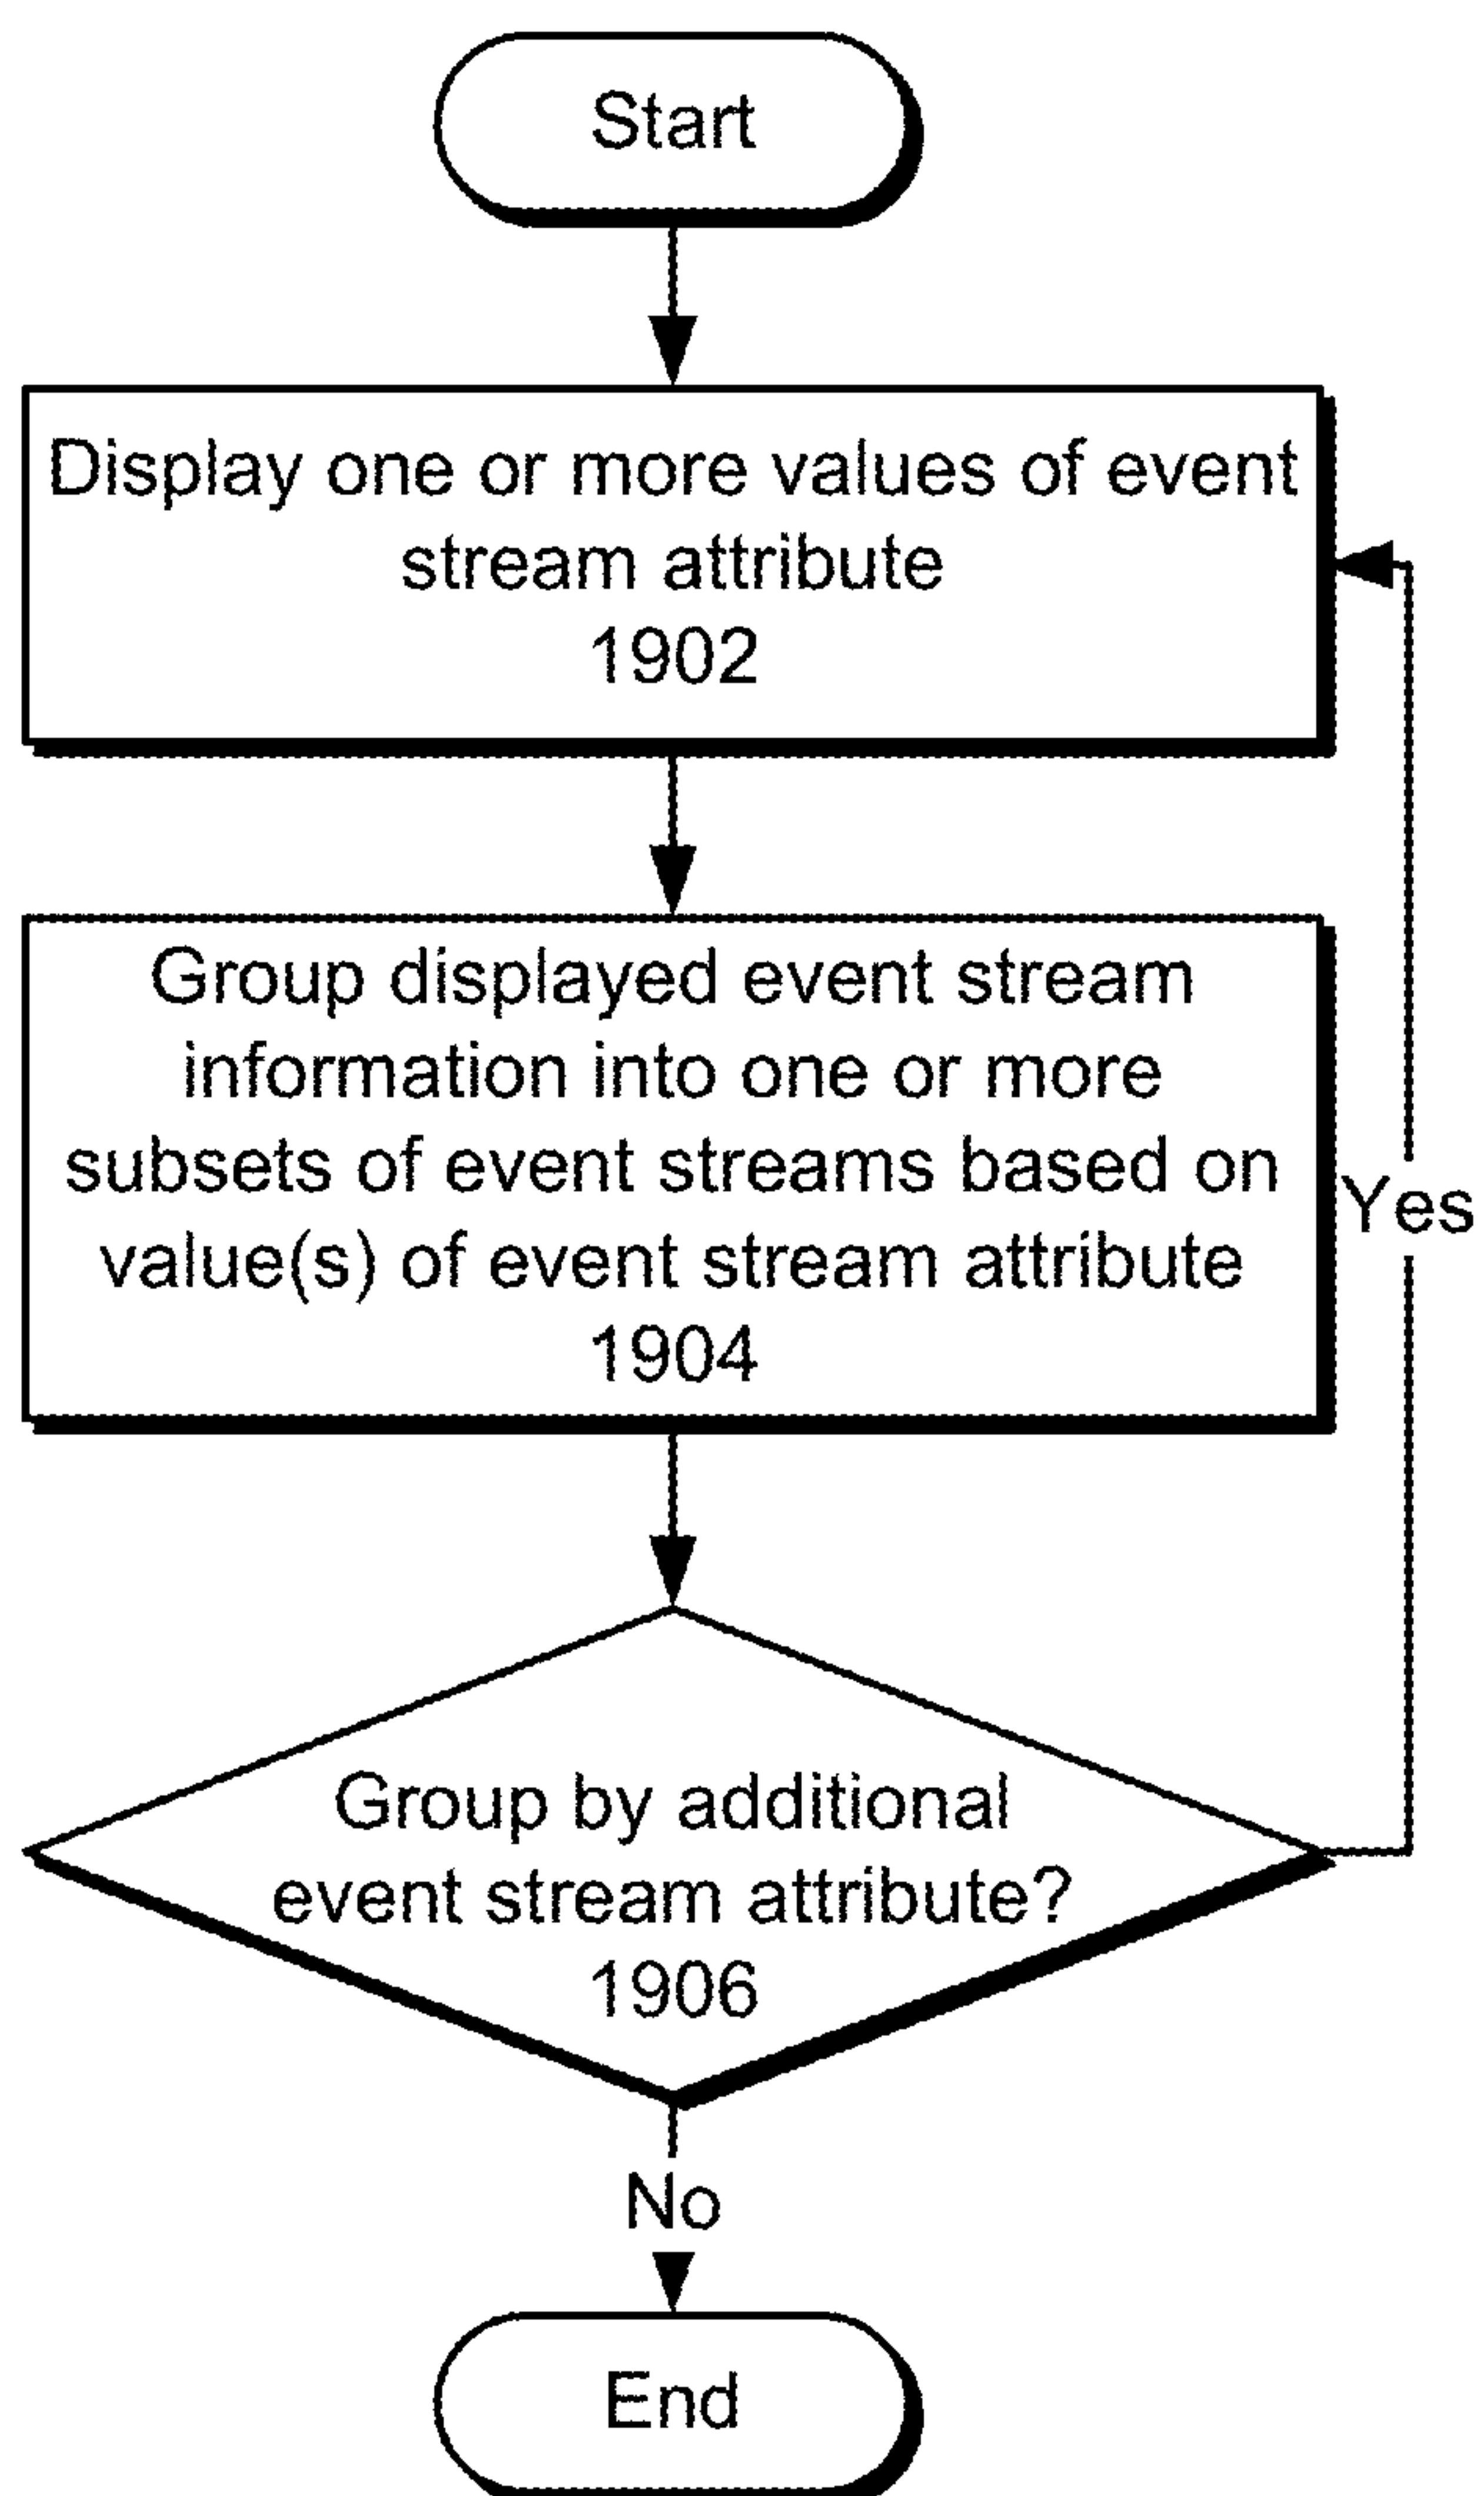 Start
Display one or more values of event
stream attribute
1902
Group displayed event stream
information into one or more
subsets of event streams based on
value(s) of event stream attribute
1904
Yes
Group by additional
event stream attribute?
1906
No
End